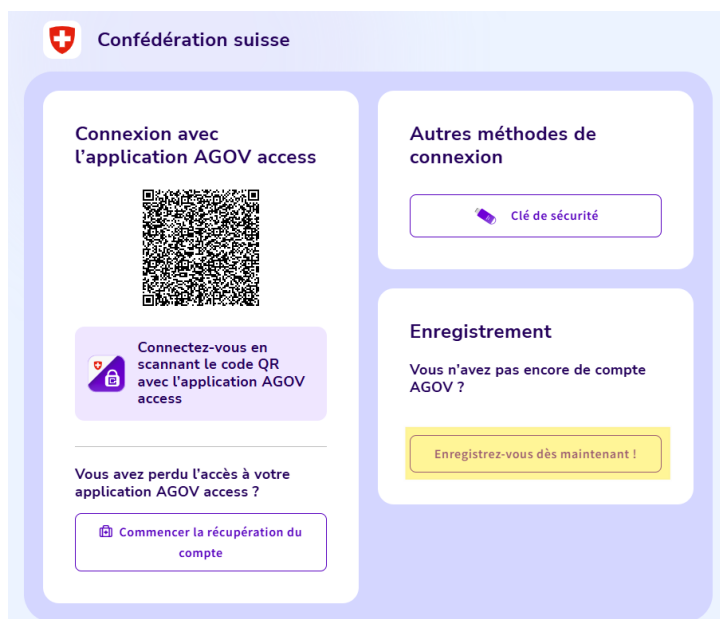 Confédération suisse
Connexion avec
l'application AGOV access
Connectez-vous en
scannant le code QR
avec l'application AGOV
access
Vous avez perdu l'accès à votre
application AGOV access ?
Commencer la récupération du
compte
Autres méthodes de
connexion
Clé de sécurité
Enregistrement
Vous n'avez pas encore de compte
AGOV ?
Enregistrez-vous dès maintenant !